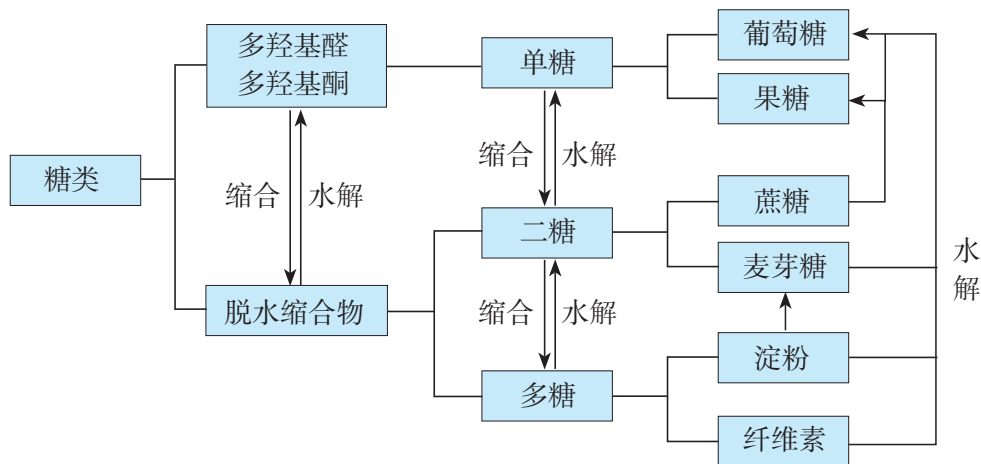 多羟基醛
多羟基酮
单糖
葡萄糖
果糖
糖类
缩合
水解
缩合
水解
蔗糖
二糖
麦芽糖
水
解
脱水缩合物
缩合
水解
淀粉
多糖
纤维素